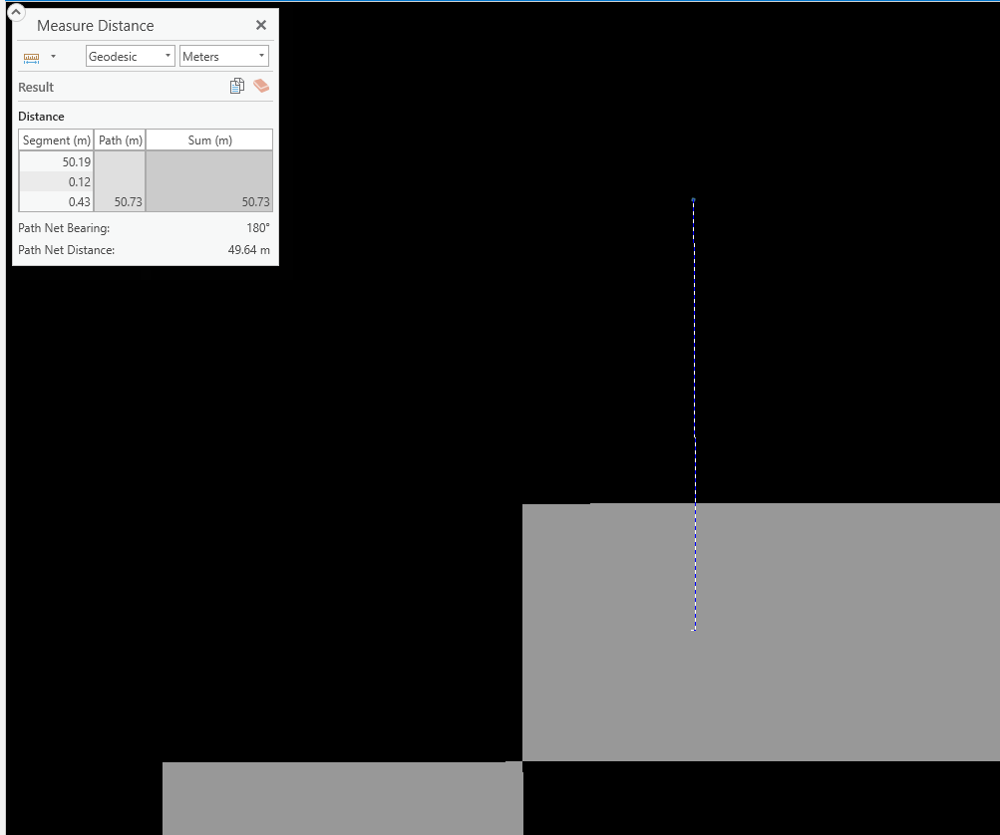 Measure Distance
Geodesic Meters
Result
Distance
Segment (m) Path (m) Sum (m)
50.19
0.12
0.43 50.73 50.73
Path Net Bearing: 180°
Path Net Distance: 49.64 m